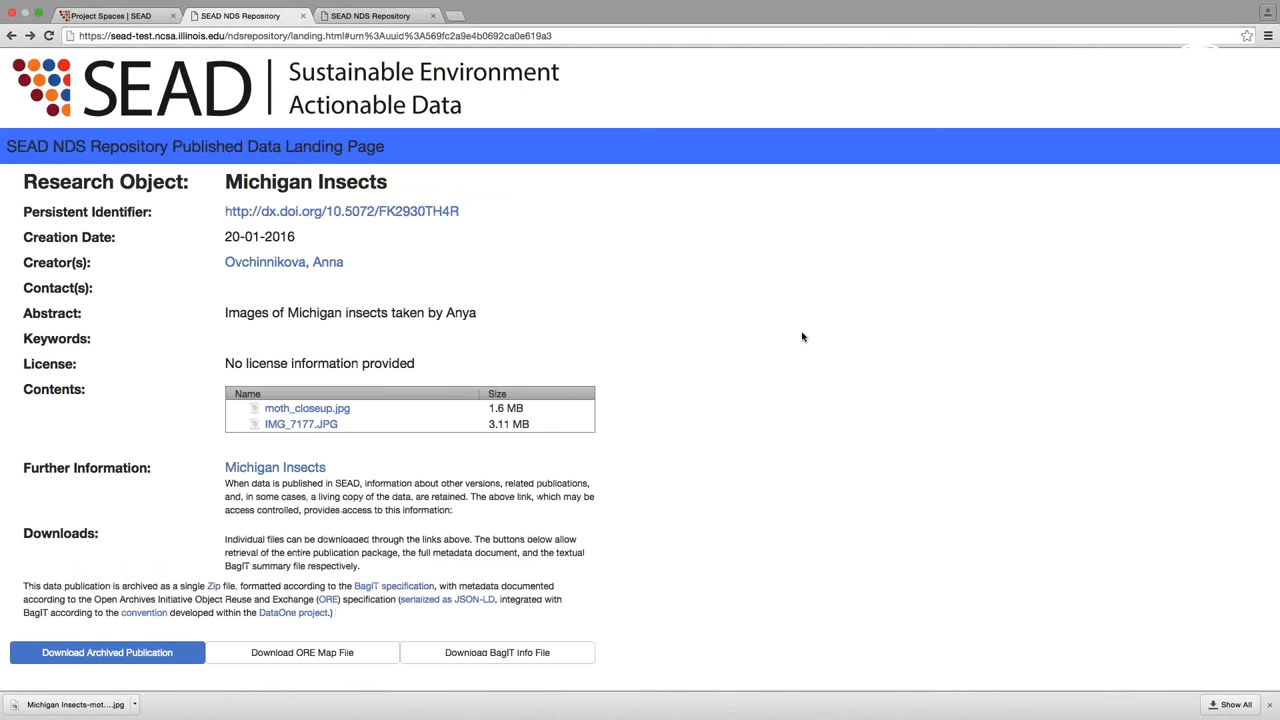 Project Spaces | SEAD
SEAD NDS Repository
SEAD NDS Repository
https://sead-test.ncsa.illinois.edu/ndsrepository/landing.html#urn%3Auuid%3A569fc2a9e4b0692ca0e619a3
SEAD
Sustainable Environment
Actionable Data
SEAD NDS Repository Published Data Landing Page
Research Object: Michigan Insects
Persistent Identifier: http://dx.doi.org/10.5072/FK2930TH4R
Creation Date: 20-01-2016
Creator(s): Ovchinnikova, Anna
Contact(s):
Abstract: Images of Michigan insects taken by Anya
Keywords:
License: No license information provided
Contents:
Name Size
moth_closeup.jpg 1.6 MB
IMG_7177.JPG 3.11 MB
Further Information: Michigan Insects
When data is published in SEAD, information about other versions, related publications,
and, in some cases, a living copy of the data, are retained. The above link, which may be
access controlled, provides access to this information:
Downloads:
Individual files can be downloaded through the links above. The buttons below allow
retrieval of the entire publication package, the full metadata document, and the textual
BagIT summary file respectively.
This data publication is archived as a single Zip file. formatted according to the BagIT specification, with metadata documented
according to the Open Archives Initiative Object Reuse and Exchange (ORE) specification (serialized as JSON-LD, integrated with
BagIT according to the convention developed within the DataOne project.)
Download Archived Publication Download ORE Map File Download BagIT Info File
Michigan Insects-mot....jpg Show All